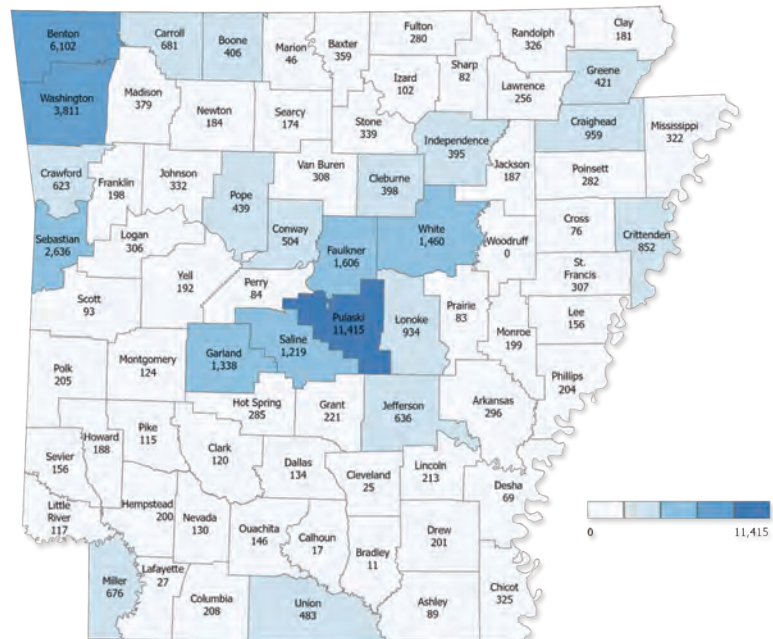 Benton
6,102
Carroll
681
Boone
406
Marion
46
Baxter
359
Fulton
280
Randolph
326
Clay
181
Sharp
82
Izard
102
Lawrence
256
Greene
421
Washington
3,811
Madison
379
Newton
184
Searcy
174
Stone
339
Independence
395
Craighead
959
Mississippi
322
Crawford
623
Franklin
198
Johnson
332
Pope
439
Van Buren
308
Cleburne
398
Jackson
187
Poinsett
282
Sebastian
2,636
Logan
306
Conway
504
Faulkner
1,606
White
1,460
Woodruff
0
Cross
76
Crittenden
852
Scott
93
Yell
192
Perry
84
Pulaski
11,415
Lonoke
934
Prairie
83
St.
Francis
307
Lee
156
Monroe
199
Polk
205
Montgomery
124
Garland
1,338
Saline
1,219
Phillips
204
Hot Spring
285
Grant
221
Jefferson
636
Arkansas
296
Sevier
156
Howard
188
Pike
115
Clark
120
Dallas
134
Cleveland
25
Lincoln
213
Desha
69
Little
River
117
Hempstead
200
Nevada
130
Ouachita
146
Calhoun
17
Bradley
11
Drew
201
Miller
676
Lafayette
27
Columbia
208
Union
483
Ashley
89
Chicot
325
0
11,415